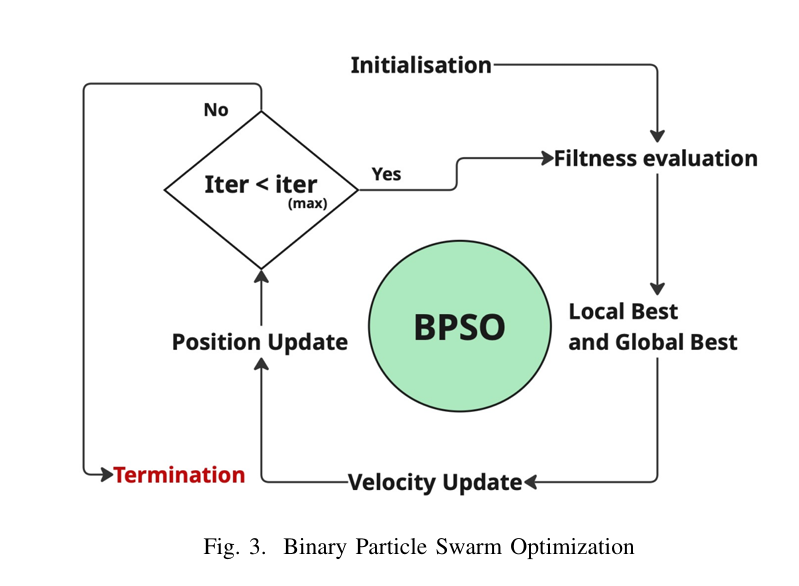 Initialisation
No
Iter < iter
(max)
Yes
Filtness evaluation
BPSO
Local Best
and Global Best
Position Update
Termination
Velocity Update
Fig. 3. Binary Particle Swarm Optimization